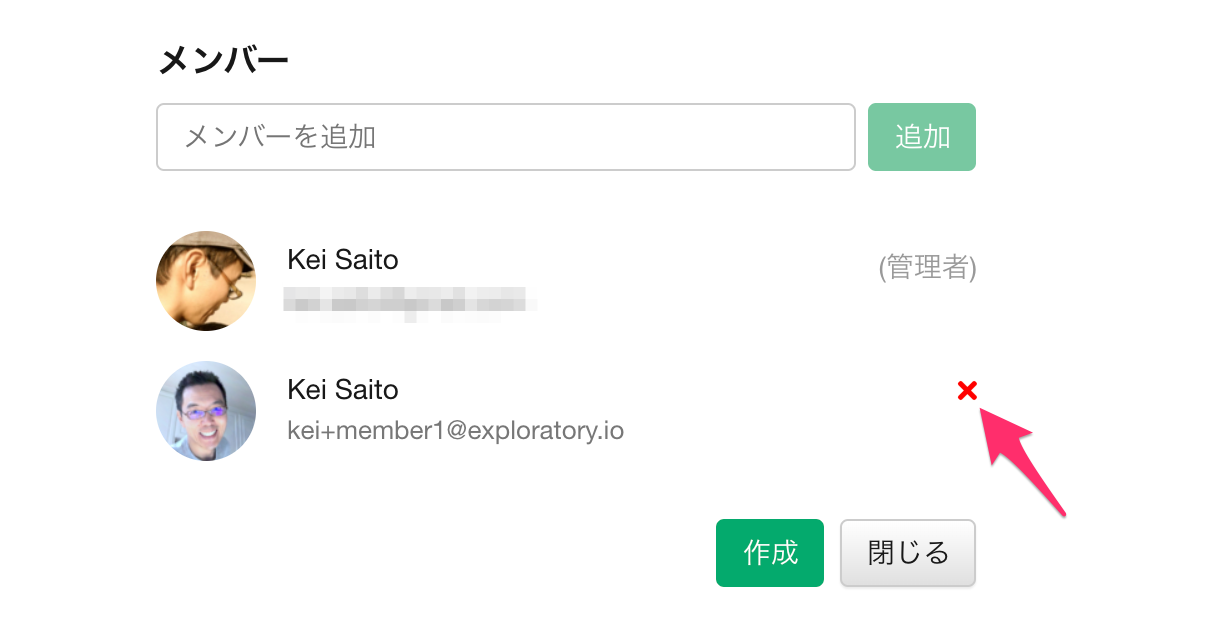 メンバー
メンバーを追加
追加
Kei Saito
(管理者)
Kei Saito
kei+member1@exploratory.io
作成
閉じる